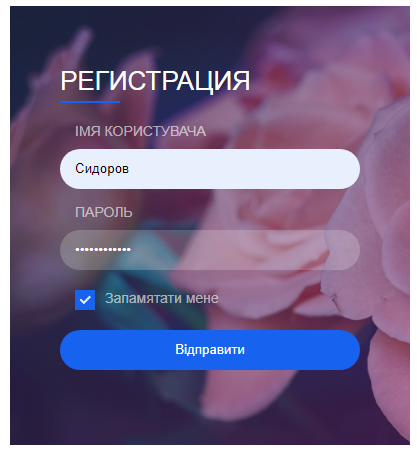 РЕГИСТРАЦИЯ
ІМЯ КОРИСТУВАЧА
Сидоров
ПАРОЛЬ
••••••••••••
Запамятати мене
Відправити